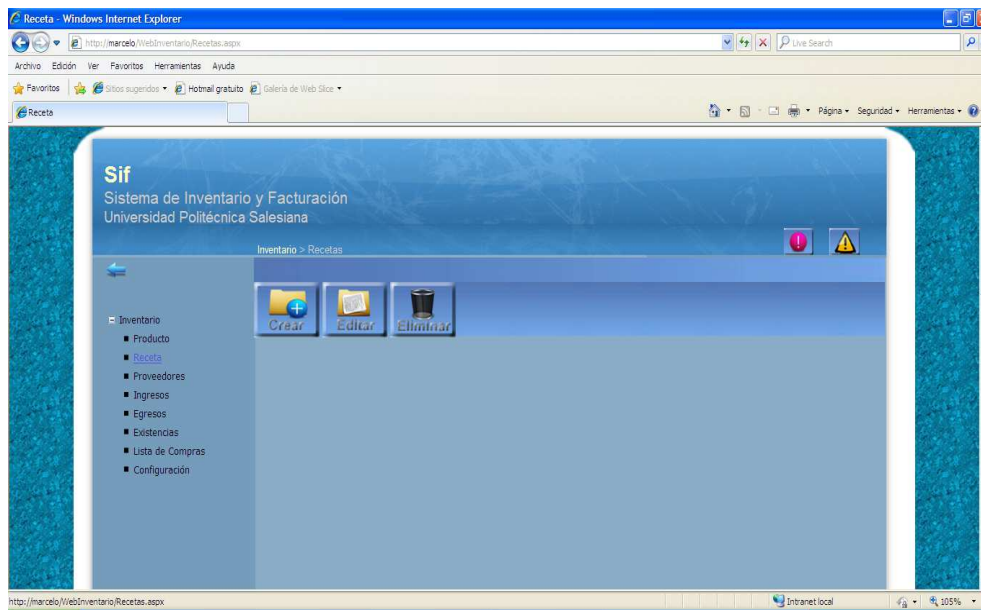 Receta - Windows Internet Explorer
http://marcelo/WebInventario/Recetas.aspx
Live Search
Archivo Edición Ver Favoritos Herramientas Ayuda
Favoritos Sitios sugeridos Hotmail gratuito Galería de Web Slice
Receta
Página Seguridad Herramientas
Sif
Sistema de Inventario y Facturación
Universidad Politécnica Salesiana
Inventario > Recetas
Crear Editar Eliminar
Inventario
Producto
Receta
Proveedores
Ingresos
Egresos
Existencias
Lista de Compras
Configuración
http://marcelo/WebInventario/Recetas.aspx
Intranet local
105%